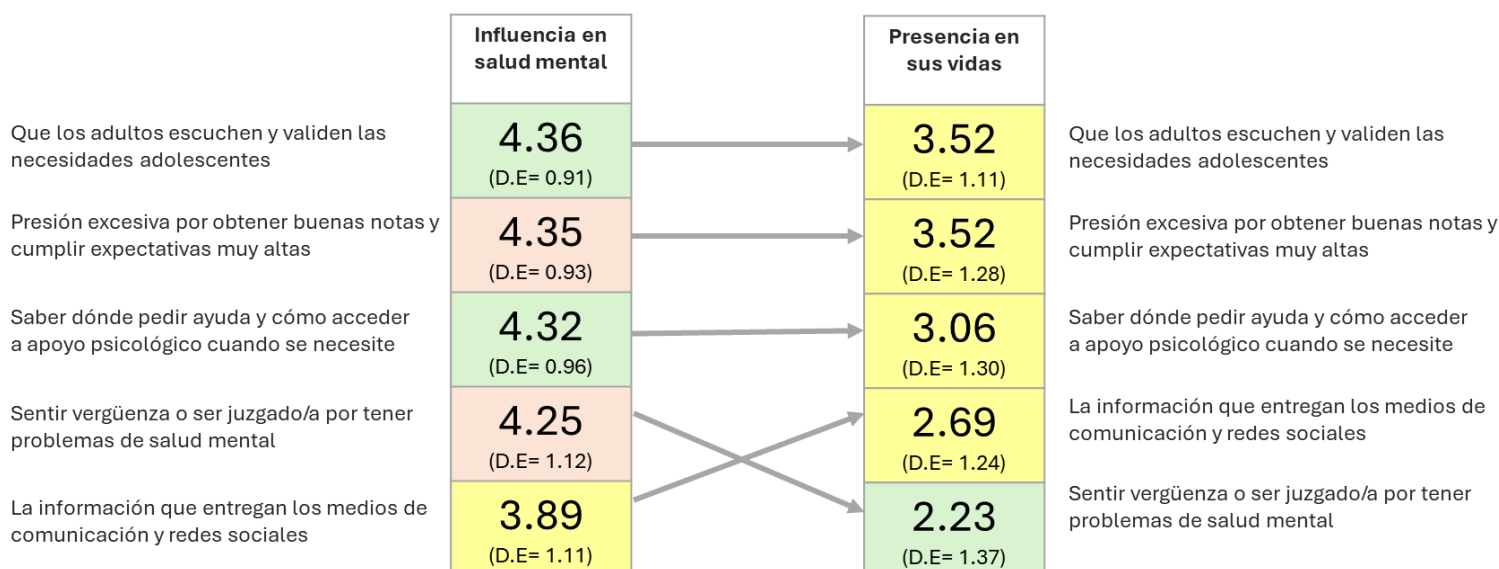 Influencia en
salud mental
Presencia en
sus vidas
Que los adultos escuchen y validen las
necesidades adolescentes
4.36
(D.E= 0.91)
3.52
(D.E= 1.11)
Que los adultos escuchen y validen las
necesidades adolescentes
Presión excesiva por obtener buenas notas y
cumplir expectativas muy altas
4.35
(D.E= 0.93)
3.52
(D.E= 1.28)
Presión excesiva por obtener buenas notas y
cumplir expectativas muy altas
Saber dónde pedir ayuda y cómo acceder
a apoyo psicológico cuando se necesite
4.32
(D.E= 0.96)
3.06
(D.E= 1.30)
Saber dónde pedir ayuda y cómo acceder
a apoyo psicológico cuando se necesite
Sentir vergüenza o ser juzgado/a por tener
problemas de salud mental
4.25
(D.E= 1.12)
2.69
(D.E= 1.24)
La información que entregan los medios de
comunicación y redes sociales
La información que entregan los medios de
comunicación y redes sociales
3.89
(D.E= 1.11)
2.23
(D.E= 1.37)
Sentir vergüenza o ser juzgado/a por tener
problemas de salud mental